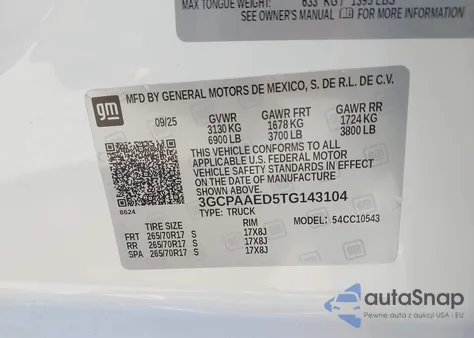 MAX TONGUE WEIGHT: 633 KG / 1395 LBS
SEE OWNER'S MANUAL FOR MORE INFORMATION
gm
MFD BY GENERAL MOTORS DE MEXICO, S. DE R.L. DE C.V.
09/25 GVWR GAWR FRT GAWR RR
3130 KG 1678 KG 1724 KG
6900 LB 3700 LB 3800 LB
THIS VEHICLE CONFORMS TO ALL
APPLICABLE U.S. FEDERAL MOTOR
VEHICLE SAFETY STANDARDS
IN EFFECT ON THE DATE OF
MANUFACTURE SHOWN ABOVE.
3GCPAAED5TG143104
8624 TYPE: TRUCK
MODEL: 54CC10543
TIRE SIZE RIM
FRT 265/70R17 S 17X8J
RR 265/70R17 S 17X8J
SPA 265/70R17 S 17X8J
autoSnap
Pewne auta z USA - EU